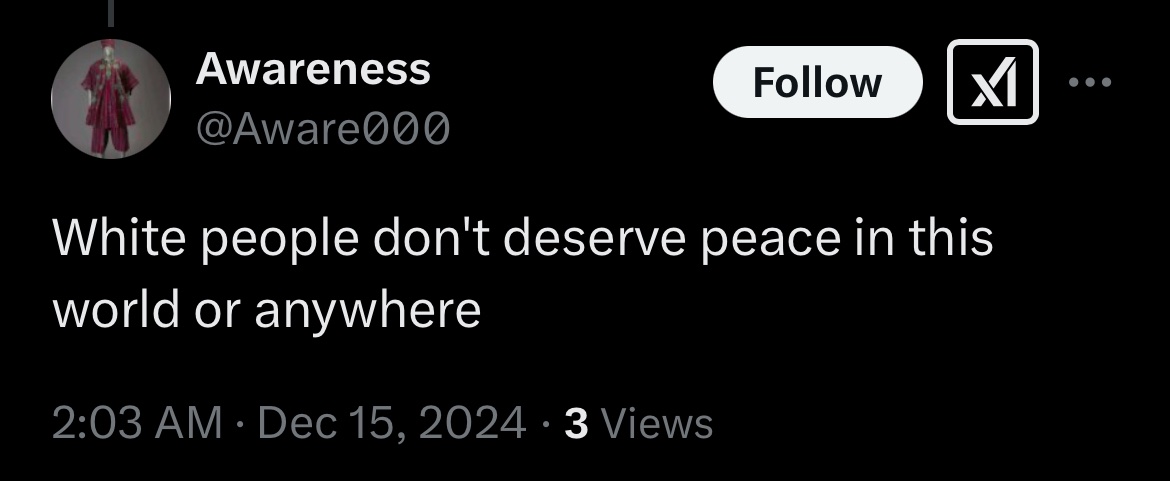 Awareness
Follow
@Aware000
White people don't deserve peace in this
world or anywhere
2:03 AM · Dec 15, 2024 · 3 Views